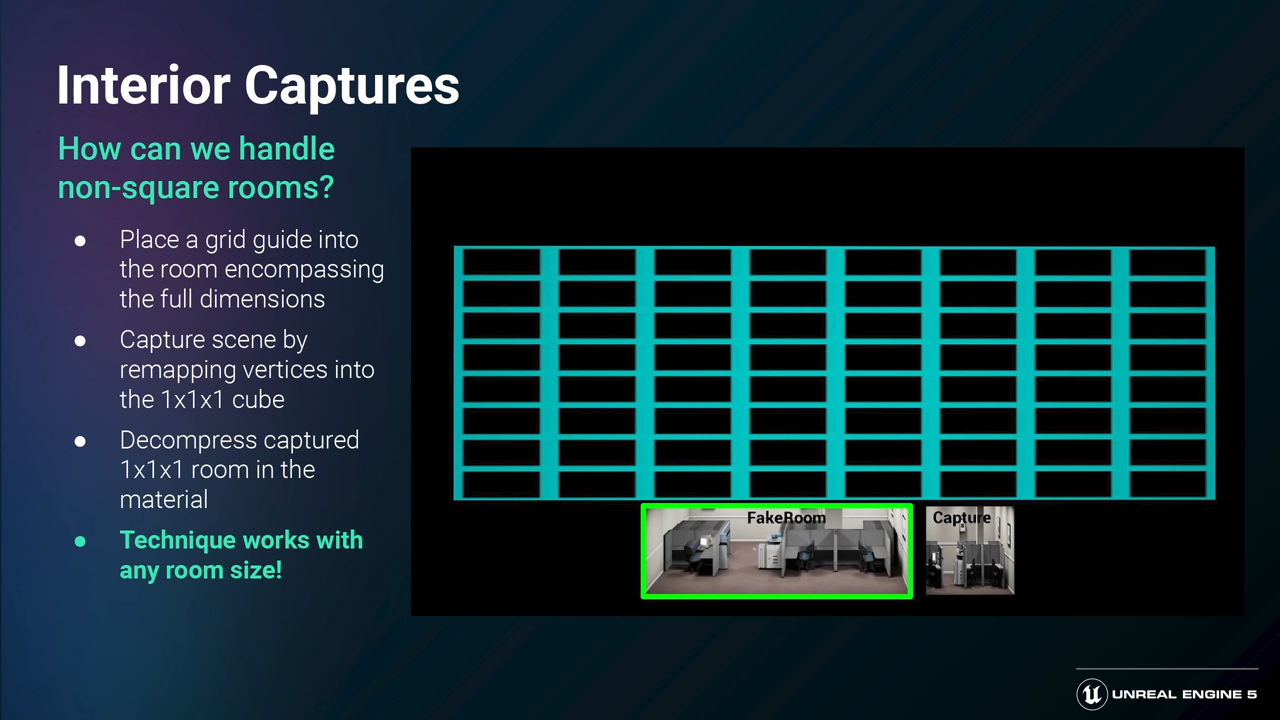 Interior Captures
How can we handle
non-square rooms?
● Place a grid guide into
the room encompassing
the full dimensions
● Capture scene by
remapping vertices into
the 1x1x1 cube
● Decompress captured
1x1x1 room in the
material
● Technique works with
any room size!
FakeRoom
Capture
UNREAL ENGINE 5